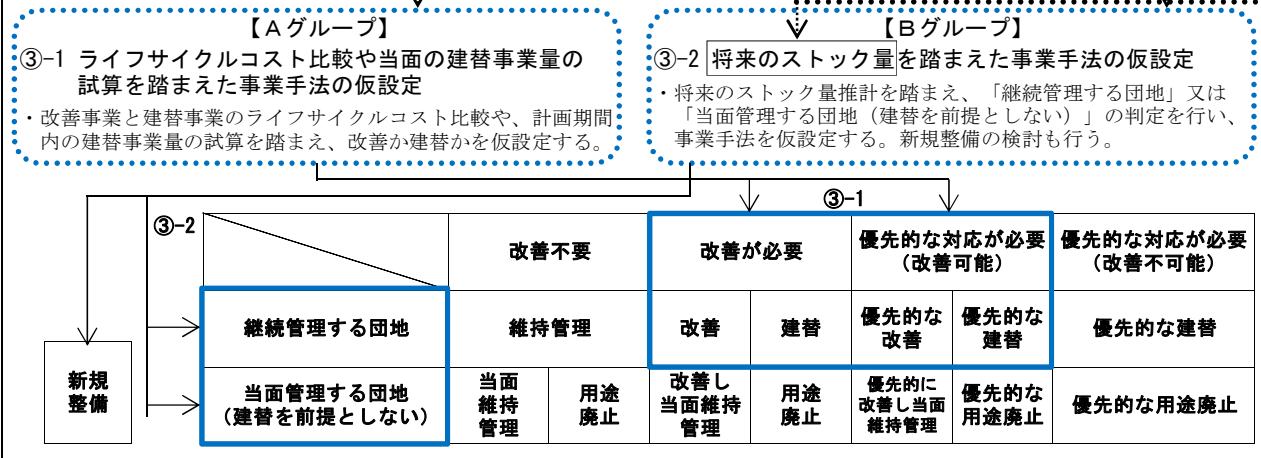 【Aグループ】
③-1 ライフサイクルコスト比較や当面の建替事業量の
試算を踏まえた事業手法の仮設定
・改善事業と建替事業のライフサイクルコスト比較や、計画期間
内の建替事業量の試算を踏まえ、改善か建替かを仮設定する。
【Bグループ】
③-2 将来のストック量を踏まえた事業手法の仮設定
・将来のストック量推計を踏まえ、「継続管理する団地」又は
「当面管理する団地(建替を前提としない)」の判定を行い、
事業手法を仮設定する。新規整備の検討も行う。
③-1
③-2
改善不要
改善が必要
優先的な対応が必要
(改善可能)
優先的な対応が必要
(改善不可能)
継続管理する団地
維持管理
改善
建替
優先的な
改善
優先的な
建替
優先的な建替
新規
整備
当面管理する団地
(建替を前提としない)
当面
維持
管理
用途
廃止
改善し
当面維持
管理
用途
廃止
優先的に
改善し当面
維持管理
優先的な
用途廃止
優先的な用途廃止